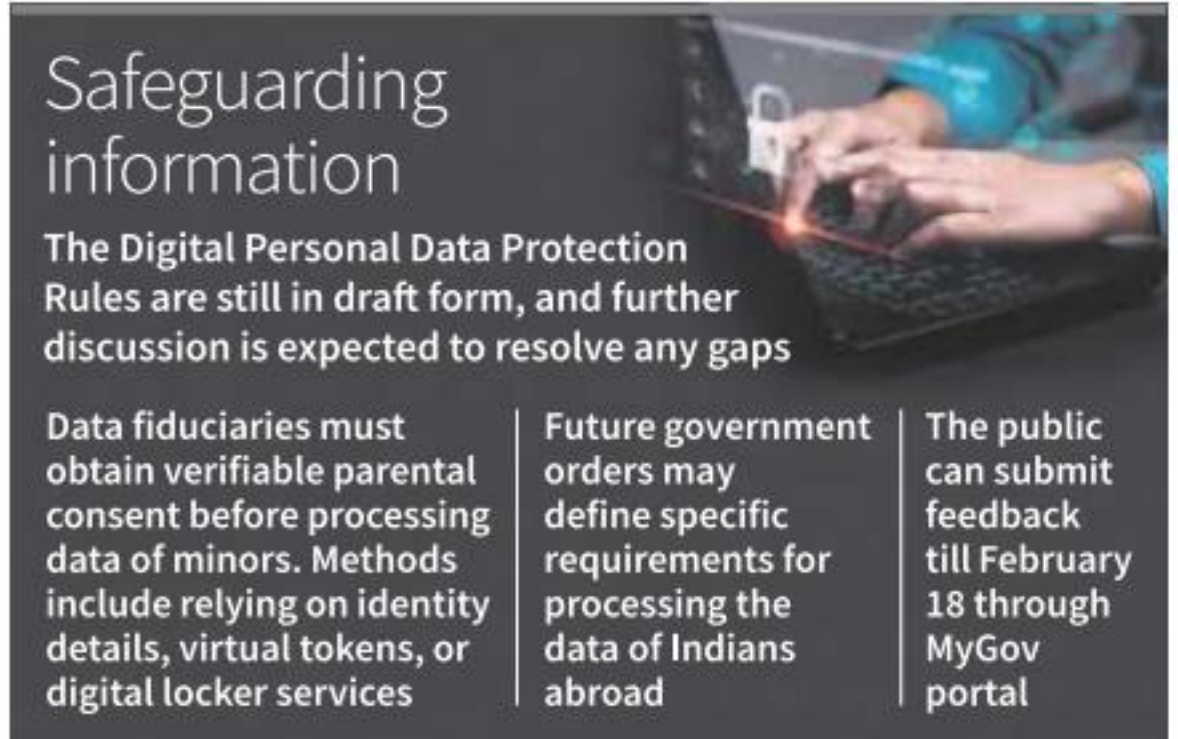 Safeguarding
information
The Digital Personal Data Protection
Rules are still in draft form, and further
discussion is expected to resolve any gaps
Data fiduciaries must
obtain verifiable parental
consent before processing
data of minors. Methods
include relying on identity
details, virtual tokens, or
digital locker services
Future government
orders may
define specific
requirements for
processing the
data of Indians
abroad
The public
can submit
feedback
till February
18 through
MyGov
portal